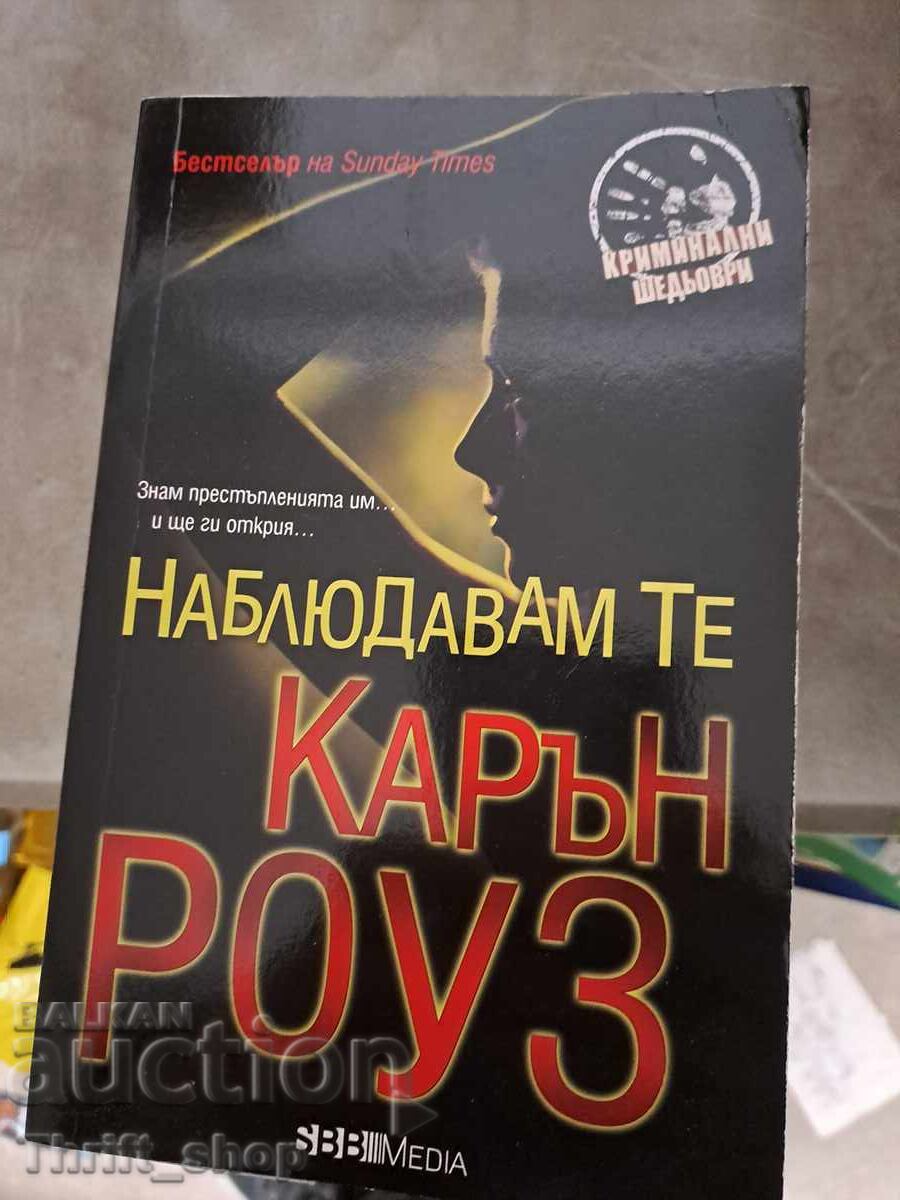 Бестселър на Sunday Times
КРИМИНАЛНИ
ШЕДЬОВРИ
Знам престъпленията им...
и ще ги открия...
НАБЛЮДАВАМ ТЕ
КАРЪН
РОУЗ
BALKAN
auction
SBB MEDIA
Thrift_shop